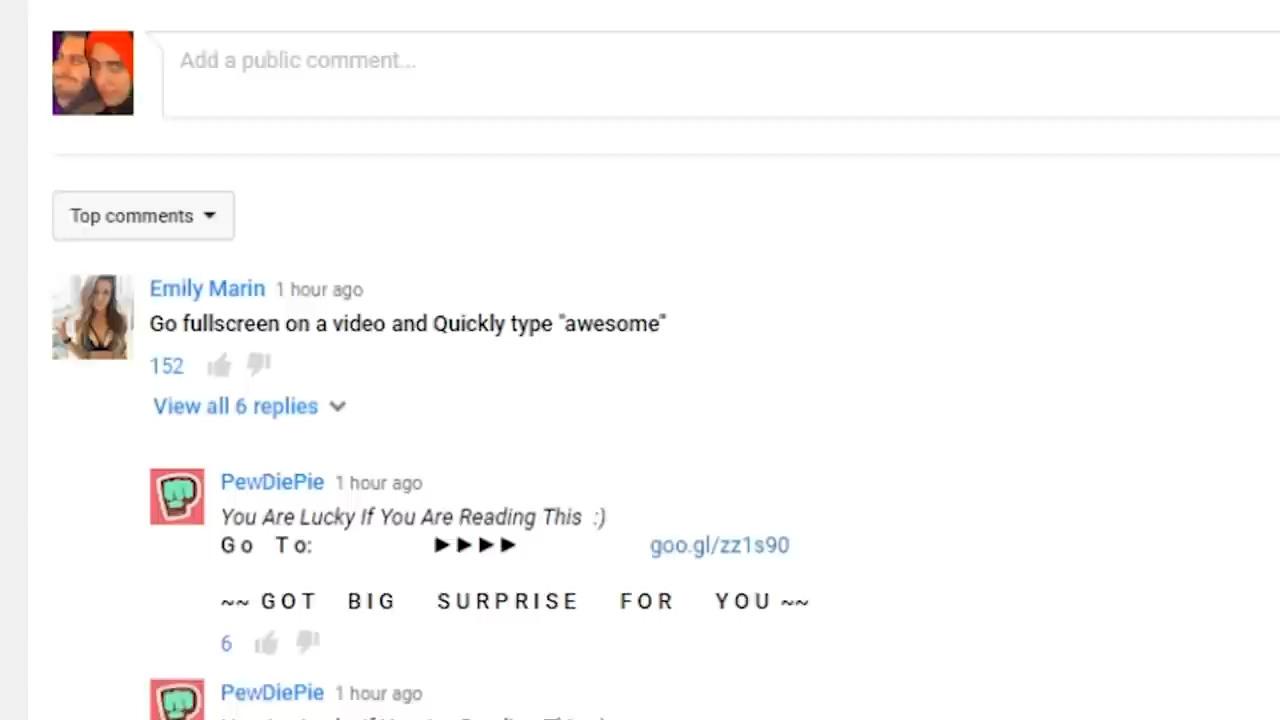 Add a public comment...
Top comments
Emily Marin 1 hour ago
Go fullscreen on a video and Quickly type "awesome"
152
View all 6 replies
PewDiePie 1 hour ago
You Are Lucky If You Are Reading This :)
Go To: ►►►► goo.gl/zz1s90
~~ GOT BIG SURPRISE FOR YOU ~~
6
PewDiePie 1 hour ago